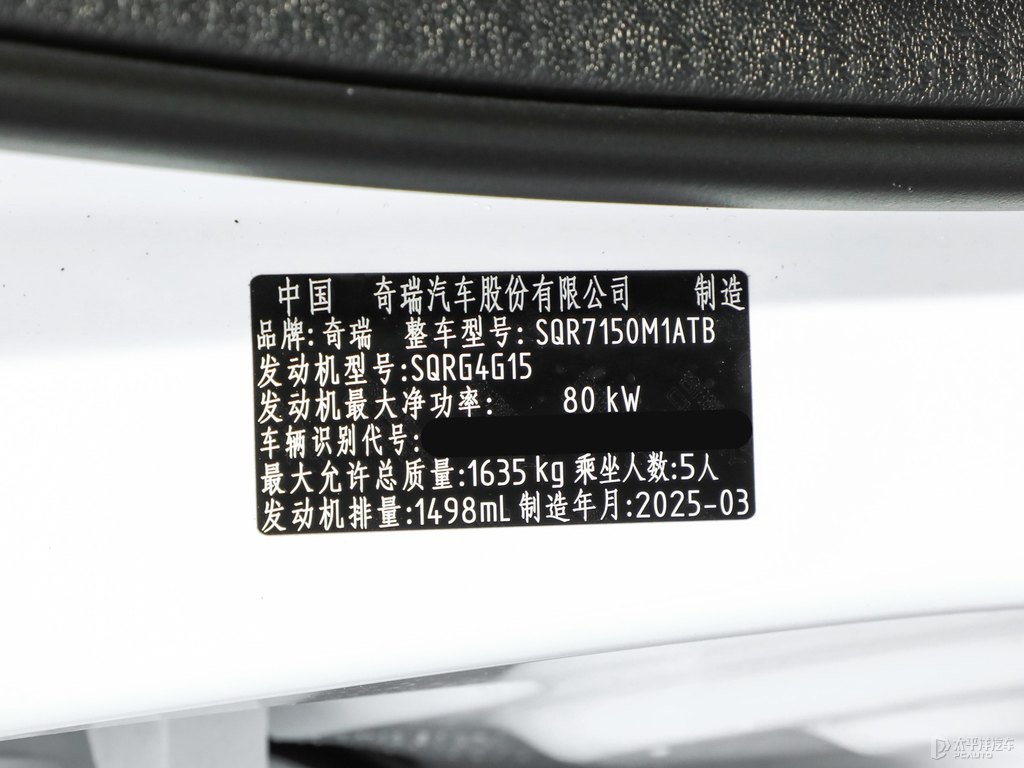 中国 奇瑞汽车股份有限公司 制造
品牌:奇瑞 整车型号:SQR7150M1ATB
发动机型号:SQRG4G15
发动机最大净功率: 80 kW
车辆识别代号:
最大允许总质量:1635 kg 乘坐人数:5人
发动机排量:1498mL 制造年月:2025-03
太平洋汽车
PCAUTO